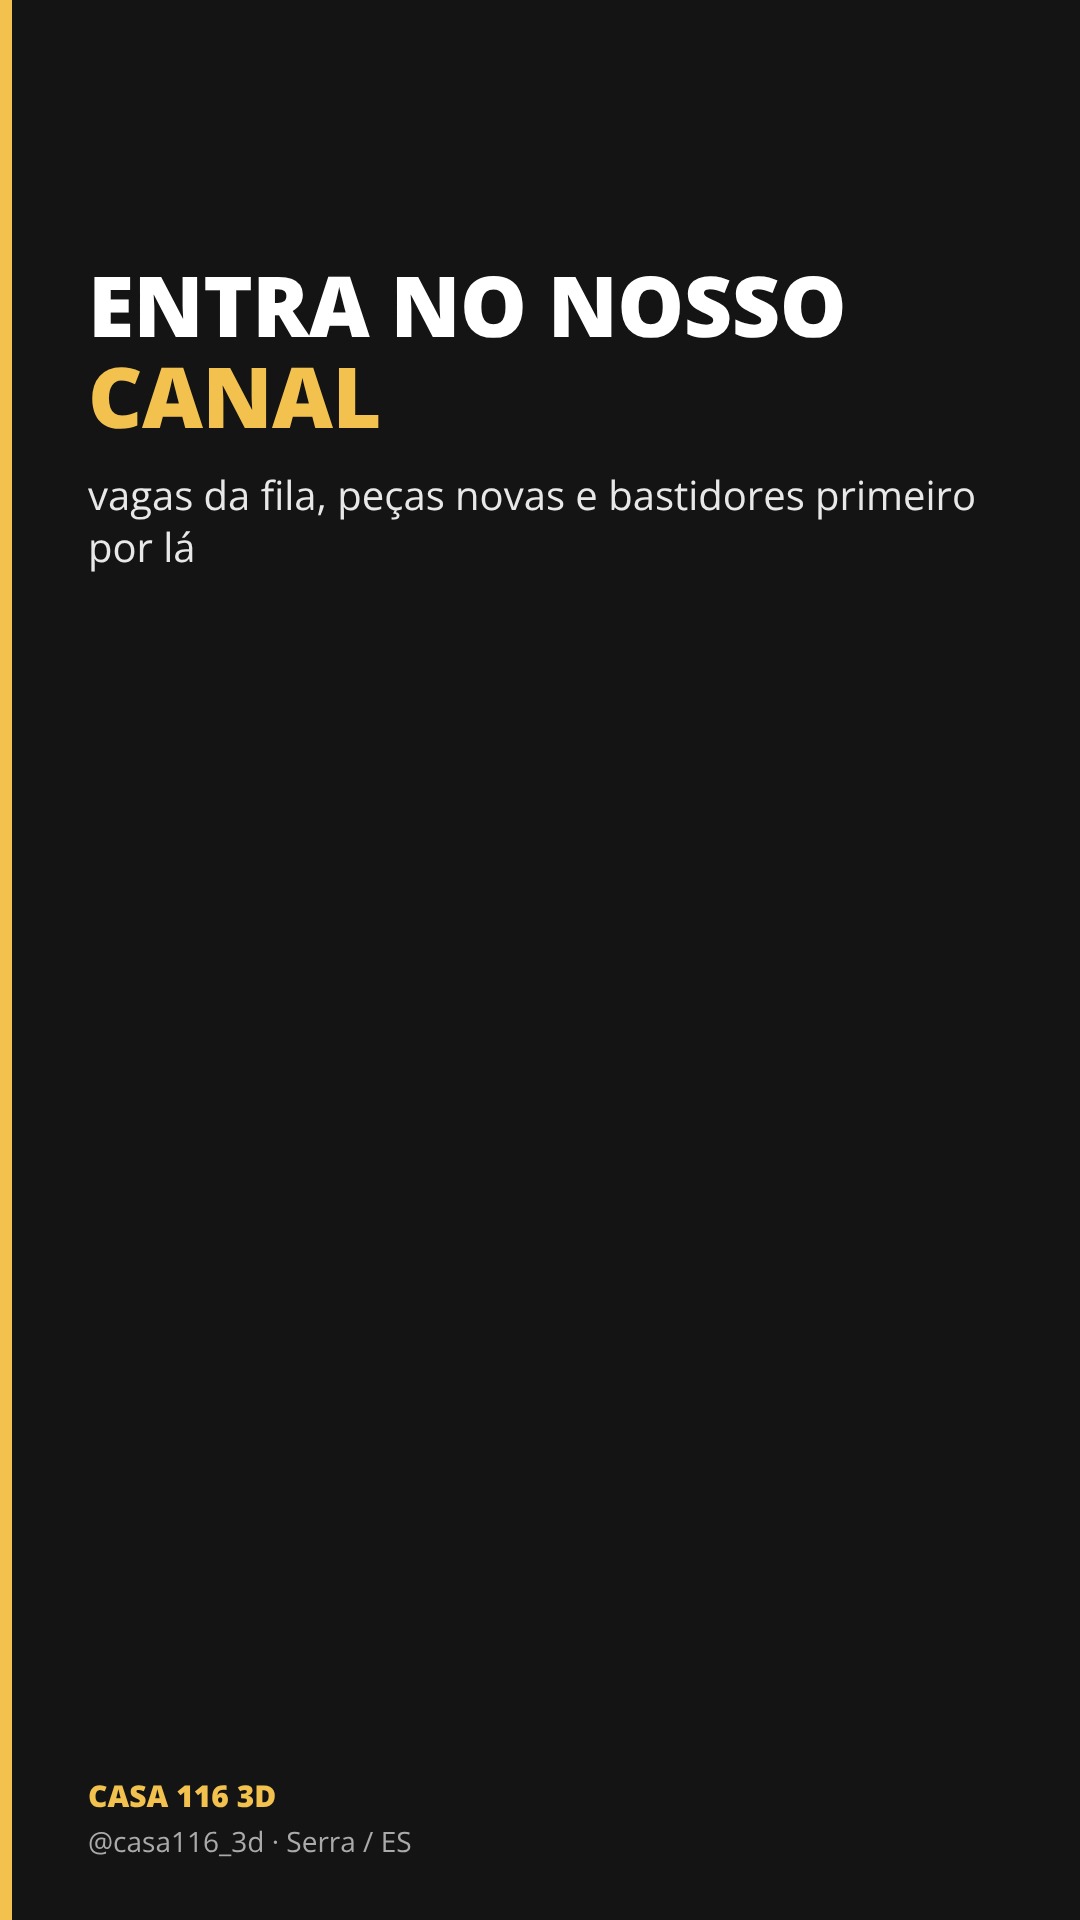 ENTRA NO NOSSO
CANAL
vagas da fila, peças novas e bastidores primeiro
por lá
CASA 116 3D
@casa116_3d · Serra / ES